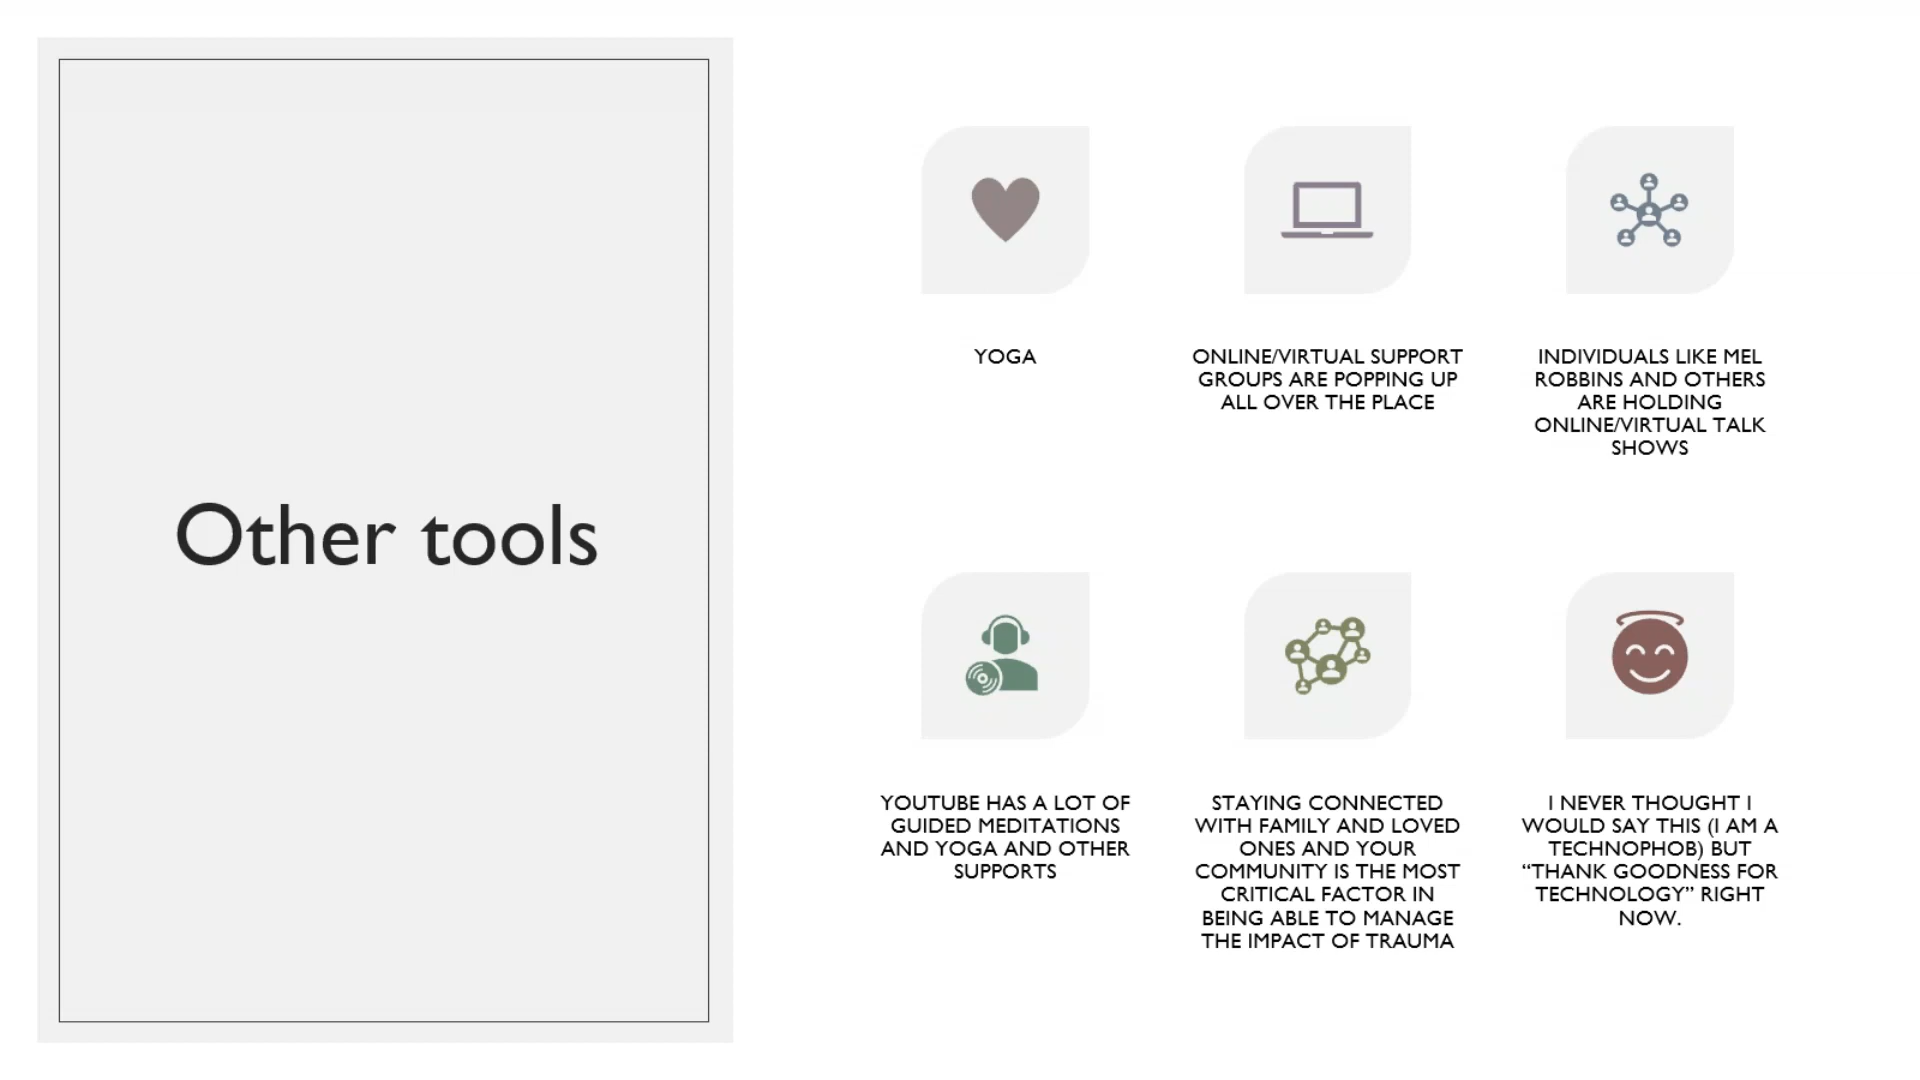 Other tools
YOGA
ONLINE/VIRTUAL SUPPORT
GROUPS ARE POPPING UP
ALL OVER THE PLACE
INDIVIDUALS LIKE MEL
ROBBINS AND OTHERS
ARE HOLDING
ONLINE/VIRTUAL TALK
SHOWS
YOUTUBE HAS A LOT OF
GUIDED MEDITATIONS
AND YOGA AND OTHER
SUPPORTS
STAYING CONNECTED
WITH FAMILY AND LOVED
ONES AND YOUR
COMMUNITY IS THE MOST
CRITICAL FACTOR IN
BEING ABLE TO MANAGE
THE IMPACT OF TRAUMA
I NEVER THOUGHT I
WOULD SAY THIS (I AM A
TECHNOPHOB) BUT
“THANK GOODNESS FOR
TECHNOLOGY” RIGHT
NOW.